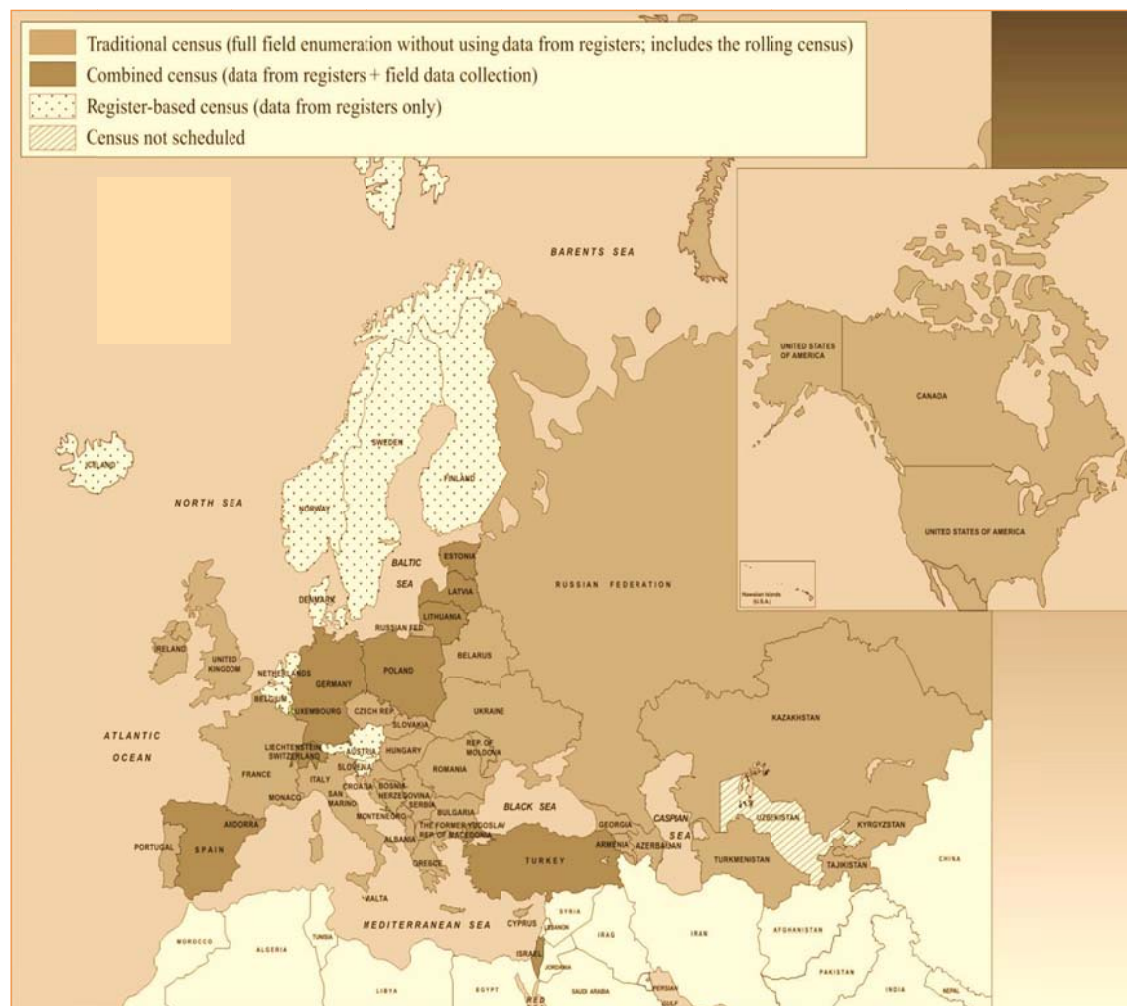 Traditional census (full field enumeration without using data from registers; includes the rolling census)
Combined census (data from registers + field data collection)
Register-based census (data from registers only)
Census not scheduled
BARENTS SEA
UNITED STATES
OF AMERICA
CANADA
ICELAND
SWEDEN
FINLAND
NORTH SEA
NORWAY
UNITED STATES OF AMERICA
ESTONIA
BALTIC
SEA
RUSSIAN FEDERATION
LATVIA
Hawaiian Islands
(U.S.A.)
DENMARK
LITHUANIA
RUSSIAN FED.
IRELAND
UNITED
KINGDOM
BELARUS
NETHERLANDS
POLAND
GERMANY
BELGIUM
LUXEMBOURG
CZICH REP.
UKRAINE
KAZAKHSTAN
SLOVAKIA
ATLANTIC
OCEAN
LIECHTENSTEIN
SWITZERLAND
AUSTRIA
HUNGARY
REP. OF
MOLDOVA
SLOVENIA
ROMANIA
FRANCE
ITALY
CROATIA
BOSNIA
HERZEGOVINA
SAN
MARINO
MONACO
SERBIA
BLACK SEA
CASPIAN
SEA
UZBEKISTAN
MONTENEGRO
BULGARIA
AIDORRA
THE FORMER YUGOSLAV
REP. OF MACEDONIA
GEORGIA
KYRGYZSTAN
ALBANIA
ARMENIA
AZERBAIJAN
PORTUGAL
SPAIN
GREECE
TURKEY
TURKMENISTAN
TAJIKISTAN
CHINA
MALTA
MEDITERRANEAN SEA
CYPRUS
SYRIA
LEBANON
MOROCCO
ALGERIA
TUNISIA
ISRAEL
IRAQ
IRAN
AFGHANISTAN
JORDANIA
PAKISTAN
LIBYA
EGYPT
RED
SAUDI ARABIA
PERSIAN
GULF
INDIA
NEPAL